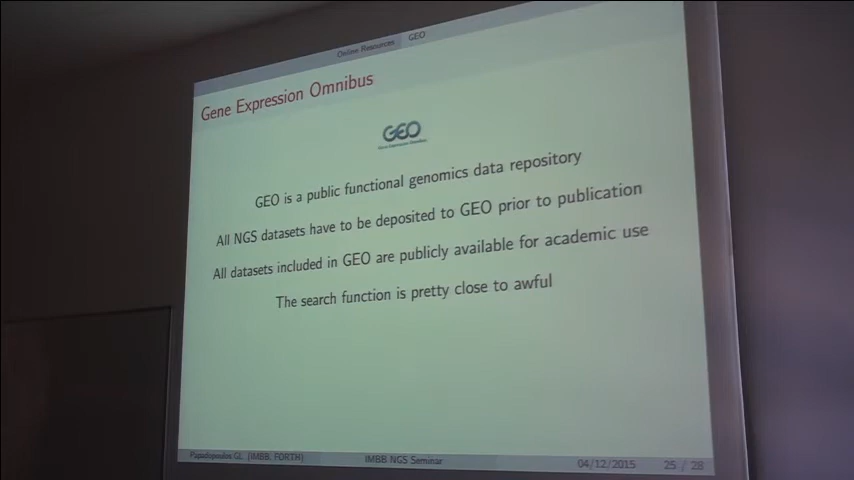 Online Resources GEO
Gene Expression Omnibus
GEO
Gene Expression Omnibus
GEO is a public functional genomics data repository
All NGS datasets have to be deposited to GEO prior to publication
All datasets included in GEO are publicly available for academic use
The search function is pretty close to awful
Papadopoulos GL (IMBB, FORTH) IMBB NGS Seminar 04/12/2015 25 / 28